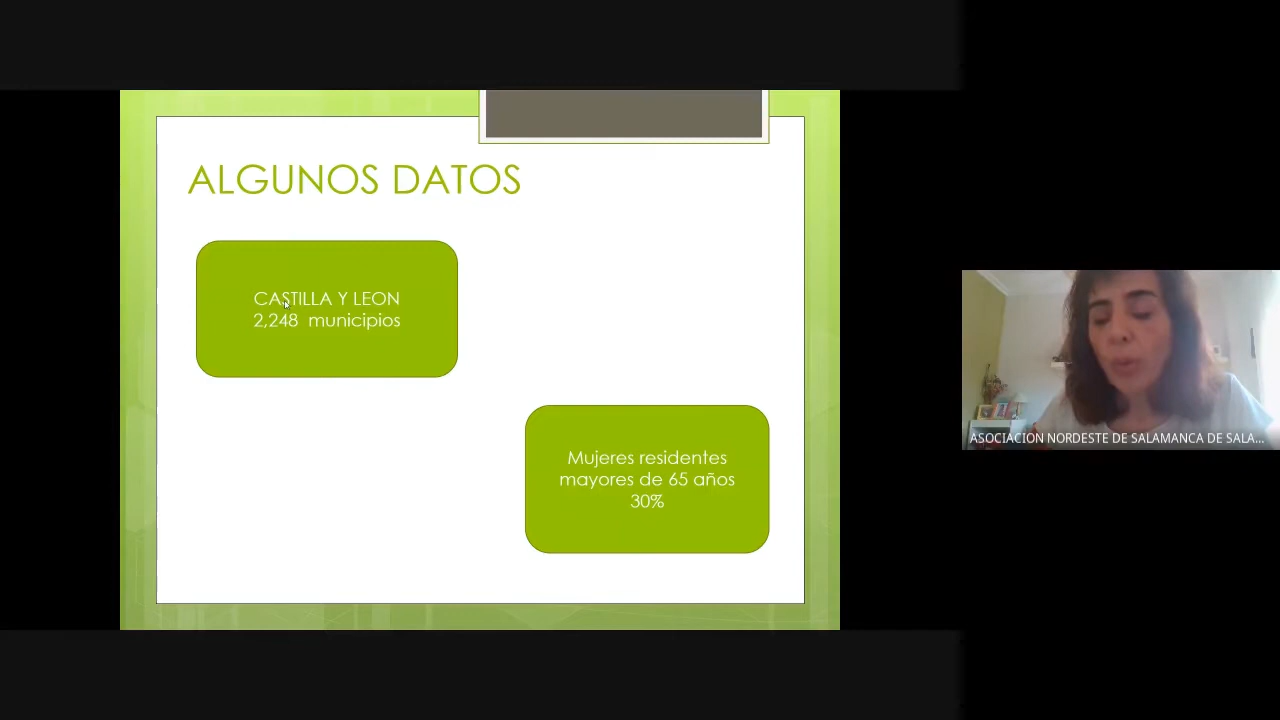 ALGUNOS DATOS
CASTILLA Y LEON
2,248 municipios
Mujeres residentes
mayores de 65 años
30%
ASOCIACION NORDESTE DE SALAMANCA DE SALA...